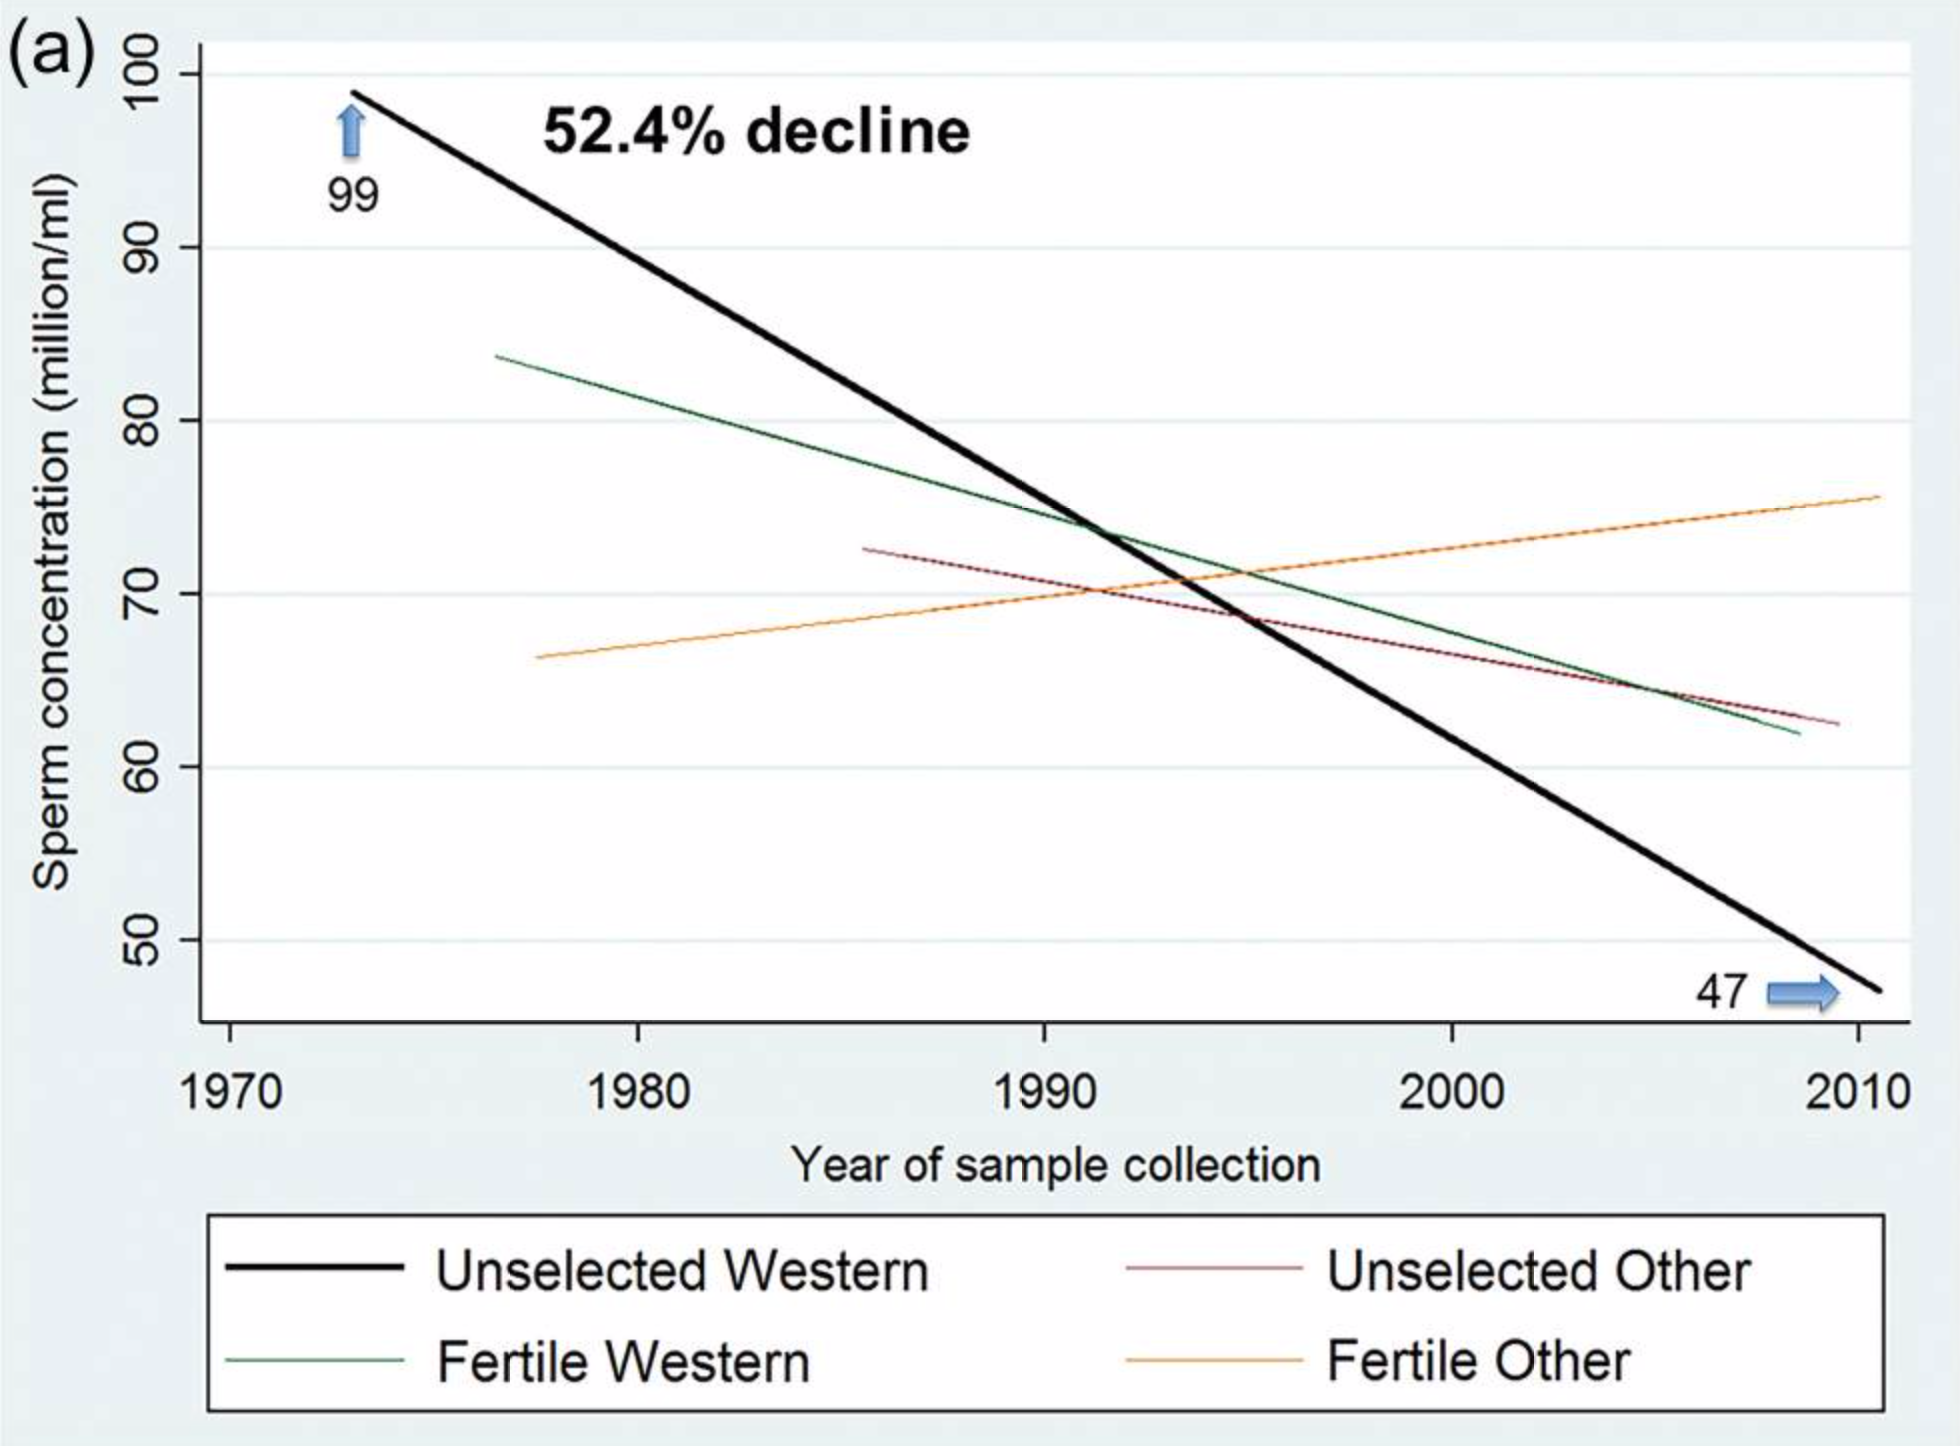 (a)
100
90
80
70
60
50
Sperm concentration (million/ml)
52.4% decline
99
47
1970 1980 1990 2000 2010
Year of sample collection
Unselected Western Unselected Other
Fertile Western Fertile Other